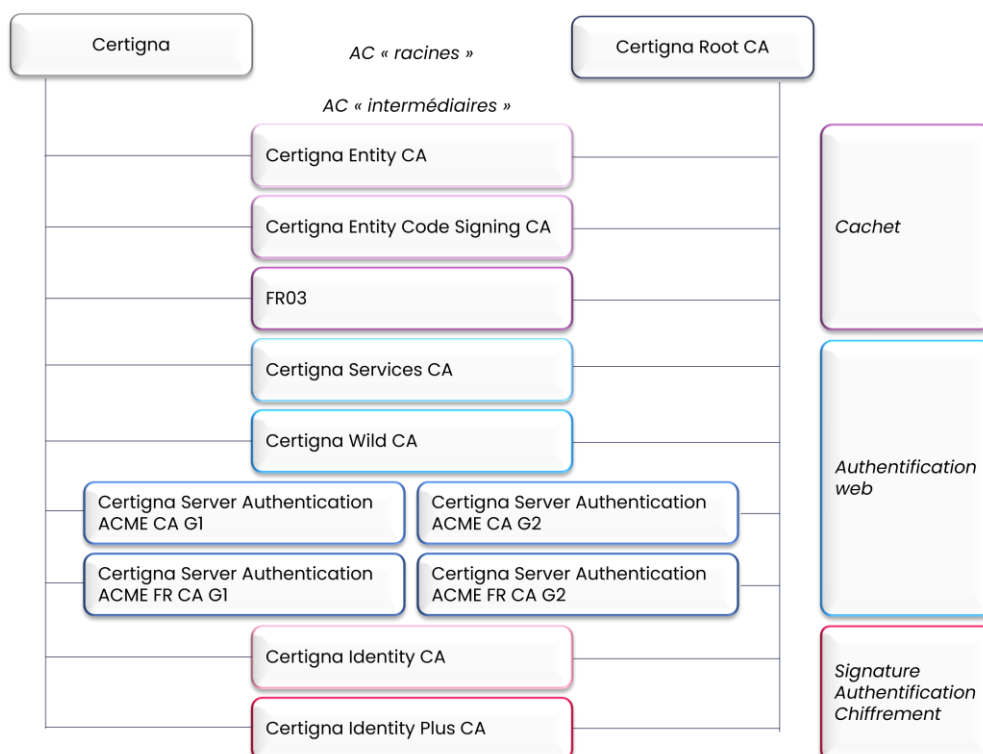 Certigna
AC « racines »
Certigna Root CA
AC « intermédiaires »
Certigna Entity CA
Certigna Entity Code Signing CA
FR03
Cachet
Certigna Services CA
Certigna Wild CA
Certigna Server Authentication
ACME CA G1
Certigna Server Authentication
ACME CA G2
Certigna Server Authentication
ACME FR CA G1
Certigna Server Authentication
ACME FR CA G2
Authentification
web
Certigna Identity CA
Certigna Identity Plus CA
Signature
Authentification
Chiffrement